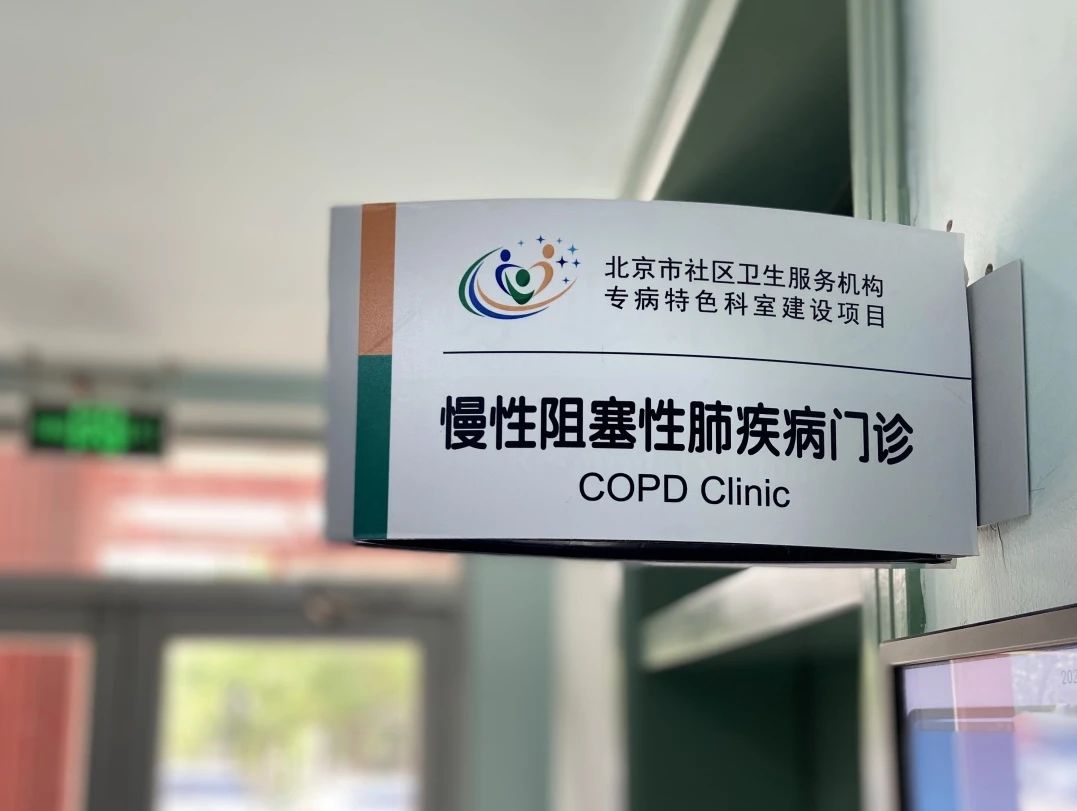 北京市社区卫生服务机构
专病特色科室建设项目
慢性阻塞性肺疾病门诊
COPD Clinic